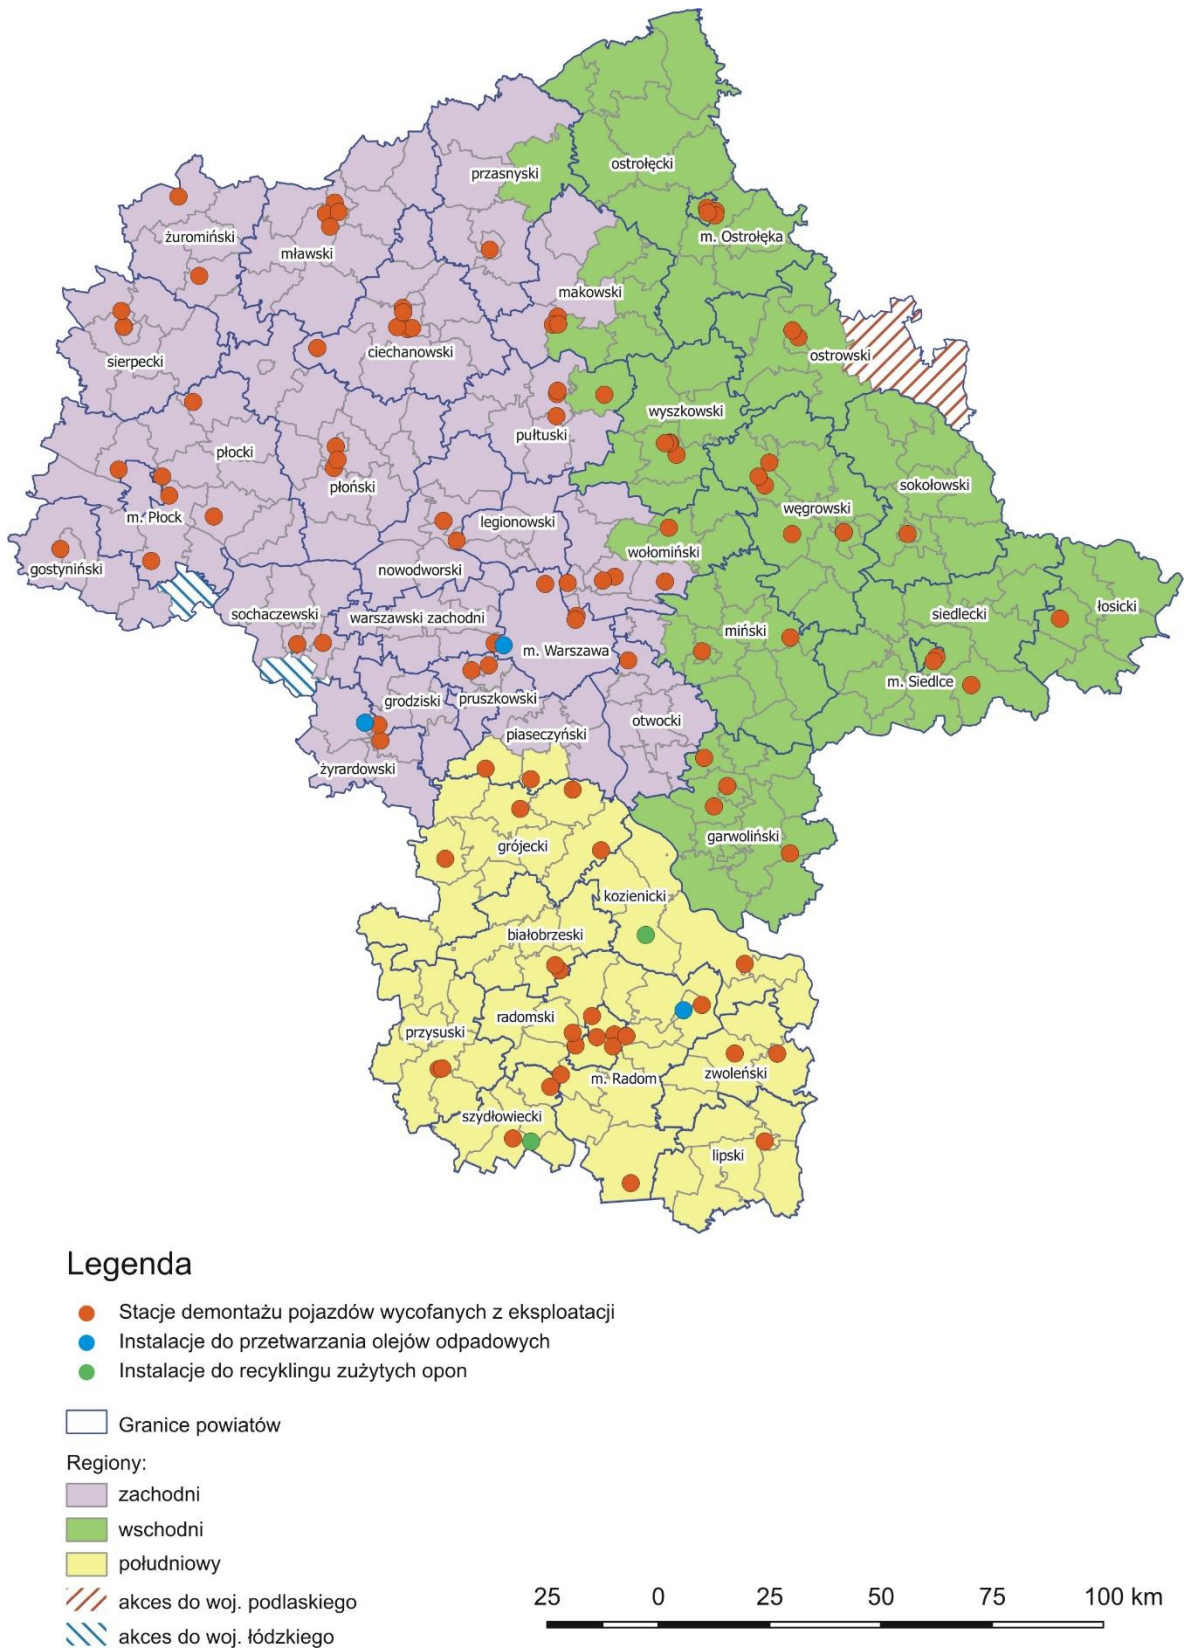 ostrołęcki
przasnyski
m. Ostrołęka
żuromiński
mławski
makowski
ciechanowski
ostrowski
sierpecki
wyszkowski
pułtuski
płocki
płoński
sokołowski
węgrowski
m. Płock
legionowski
wołomiński
gostyniński
nowodworski
sochaczewski
warszawski zachodni
siedlecki
łosicki
miński
m. Warszawa
m. Siedlce
grodziski
pruszkowski
otwocki
piaseczyński
żyrardowski
garwoliński
grójecki
kozienicki
białobrzeski
radomski
przysuski
zwoleński
m. Radom
szydłowiecki
lipski
Legenda
Stacje demontażu pojazdów wycofanych z eksploatacji
Instalacje do przetwarzania olejów odpadowych
Instalacje do recyklingu zużytych opon
Granice powiatów
Regiony:
zachodni
wschodni
południowy
akces do woj. podlaskiego
akces do woj. łódzkiego
25 0 25 50 75 100 km